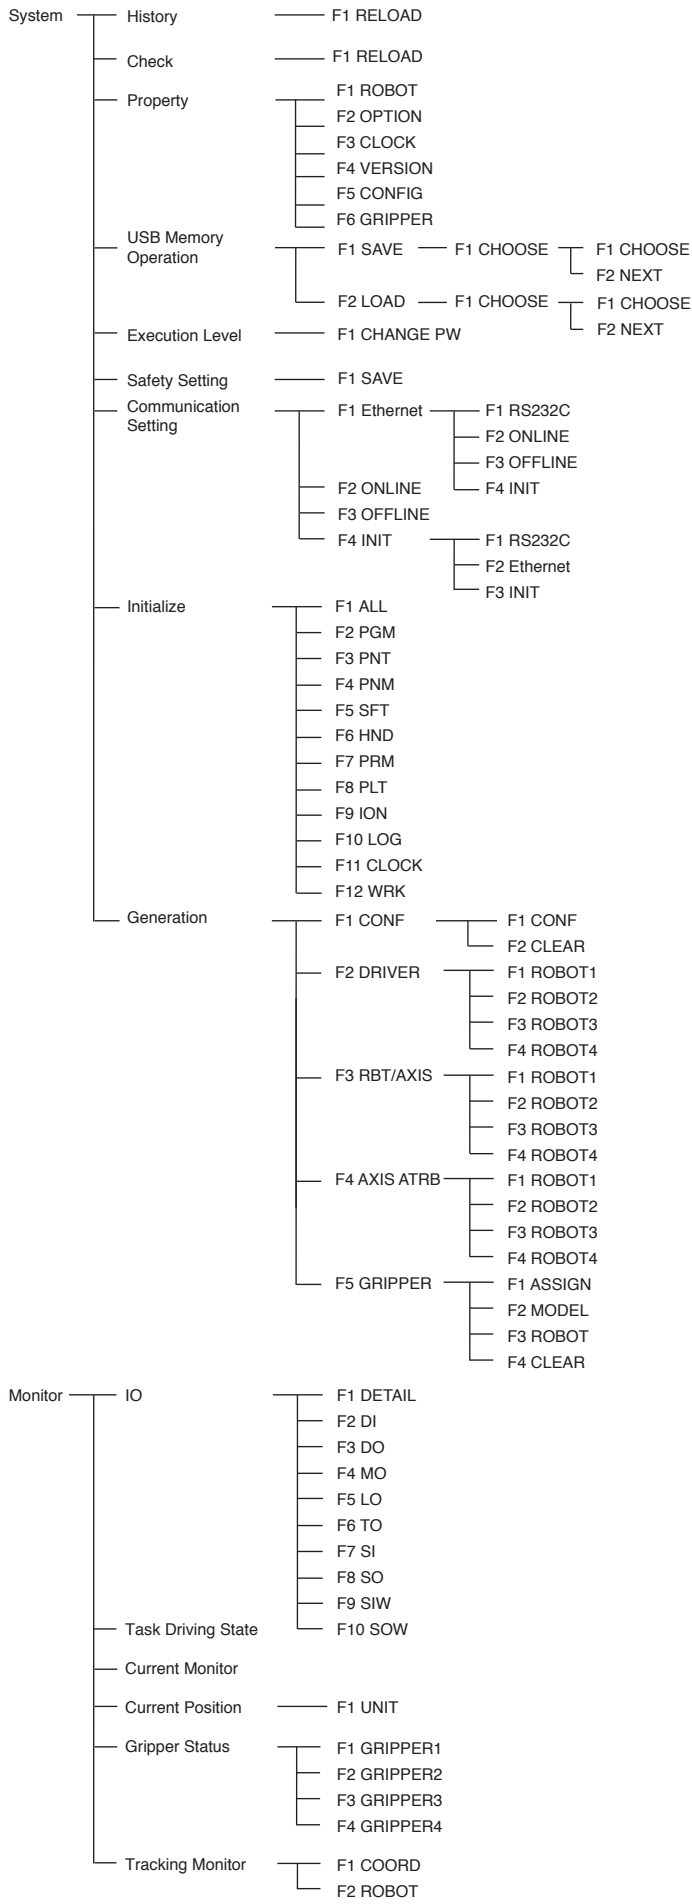 System
History
F1 RELOAD
Check
F1 RELOAD
Property
F1 ROBOT
F2 OPTION
F3 CLOCK
F4 VERSION
F5 CONFIG
F6 GRIPPER
USB Memory
Operation
F1 SAVE
F1 CHOOSE
F1 CHOOSE
F2 NEXT
F2 LOAD
F1 CHOOSE
F1 CHOOSE
F2 NEXT
Execution Level
F1 CHANGE PW
Safety Setting
F1 SAVE
Communication
Setting
F1 Ethernet
F1 RS232C
F2 ONLINE
F3 OFFLINE
F4 INIT
F2 ONLINE
F3 OFFLINE
F4 INIT
F1 RS232C
F2 Ethernet
F3 INIT
Initialize
F1 ALL
F2 PGM
F3 PNT
F4 PNM
F5 SFT
F6 HND
F7 PRM
F8 PLT
F9 ION
F10 LOG
F11 CLOCK
F12 WRK
Generation
F1 CONF
F1 CONF
F2 CLEAR
F2 DRIVER
F1 ROBOT1
F2 ROBOT2
F3 ROBOT3
F4 ROBOT4
F3 RBT/AXIS
F1 ROBOT1
F2 ROBOT2
F3 ROBOT3
F4 ROBOT4
F4 AXIS ATRB
F1 ROBOT1
F2 ROBOT2
F3 ROBOT3
F4 ROBOT4
F5 GRIPPER
F1 ASSIGN
F2 MODEL
F3 ROBOT
F4 CLEAR
Monitor
IO
F1 DETAIL
F2 DI
F3 DO
F4 MO
F5 LO
F6 TO
F7 SI
F8 SO
F9 SIW
F10 SOW
Task Driving State
Current Monitor
Current Position
F1 UNIT
Gripper Status
F1 GRIPPER1
F2 GRIPPER2
F3 GRIPPER3
F4 GRIPPER4
Tracking Monitor
F1 COORD
F2 ROBOT